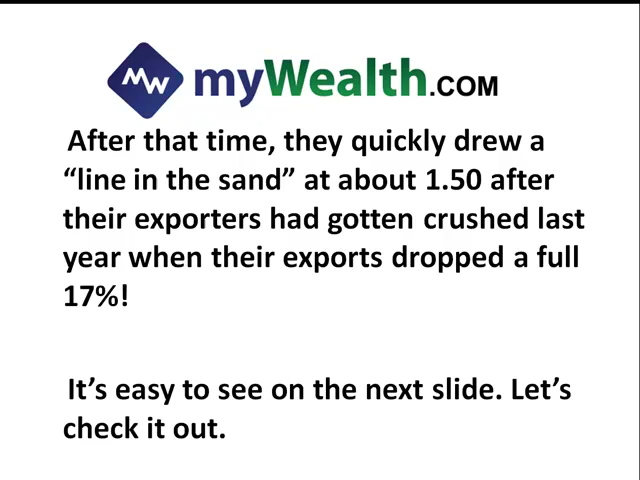 MW myWealth.COM
After that time, they quickly drew a
“line in the sand” at about 1.50 after
their exporters had gotten crushed last
year when their exports dropped a full
17%!
It’s easy to see on the next slide. Let’s
check it out.